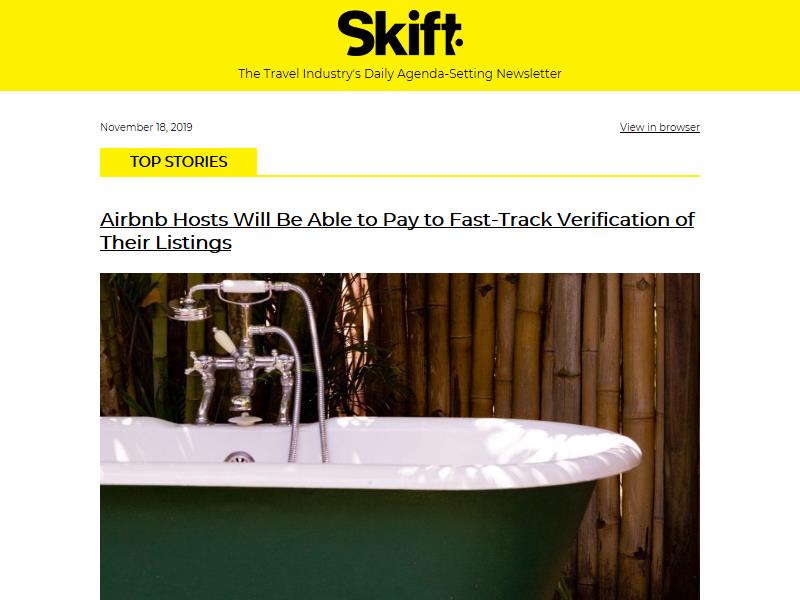 Skift
The Travel Industry's Daily Agenda-Setting Newsletter
November 18, 2019
View in browser
TOP STORIES
Airbnb Hosts Will Be Able to Pay to Fast-Track Verification of
Their Listings